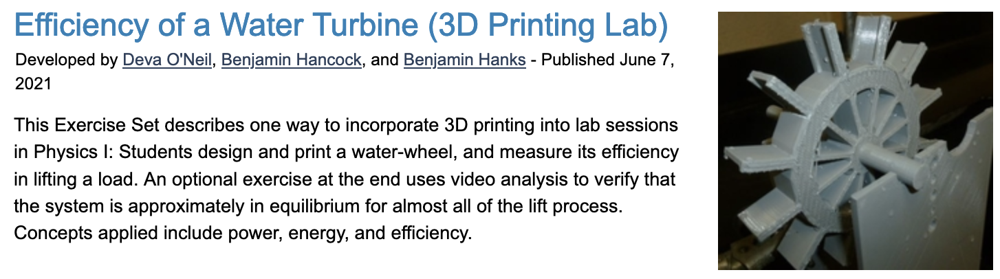 Efficiency of a Water Turbine (3D Printing Lab)
Developed by Deva O'Neil, Benjamin Hancock, and Benjamin Hanks - Published June 7,
2021
This Exercise Set describes one way to incorporate 3D printing into lab sessions
in Physics I: Students design and print a water-wheel, and measure its efficiency
in lifting a load. An optional exercise at the end uses video analysis to verify that
the system is approximately in equilibrium for almost all of the lift process.
Concepts applied include power, energy, and efficiency.